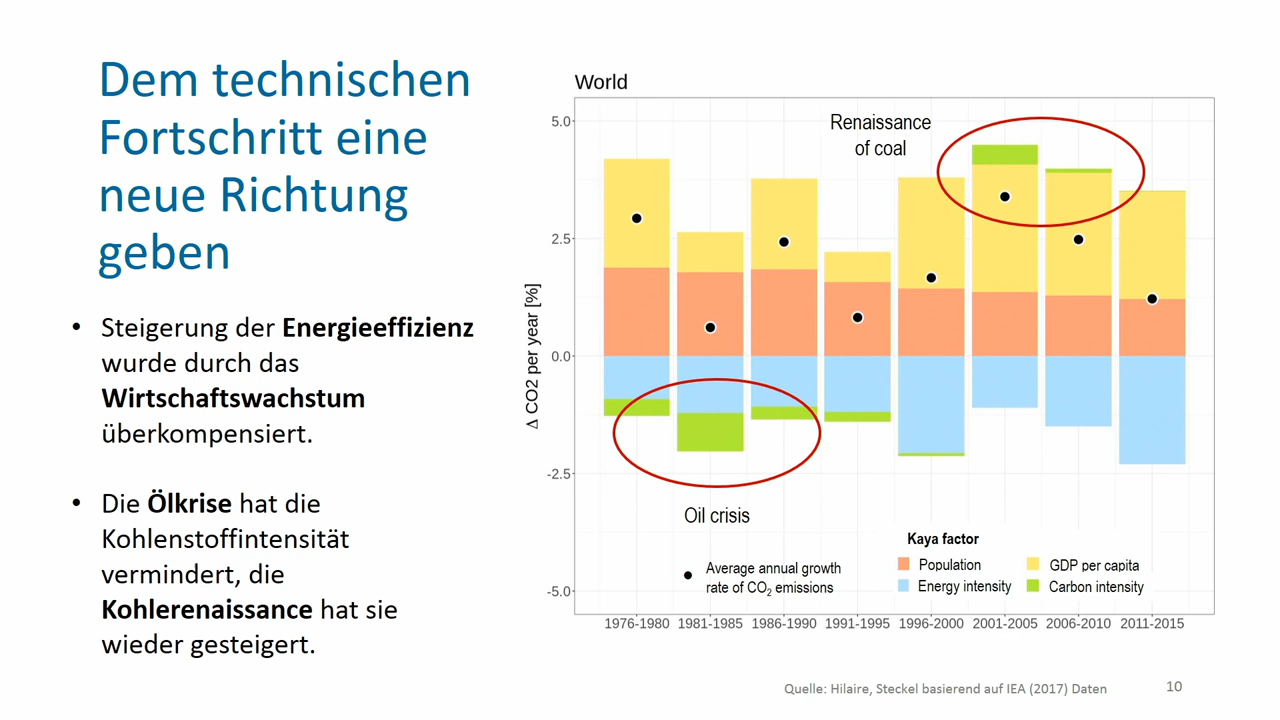 Dem technischen
Fortschritt eine
neue Richtung
geben
• Steigerung der Energieeffizienz
wurde durch das
Wirtschaftswachstum
überkompensiert.
• Die Ölkrise hat die
Kohlenstoffintensität
vermindert, die
Kohlerenaissance hat sie
wieder gesteigert.
World
Δ CO2 per year [%]
5.0
2.5
0.0
-2.5
-5.0
Renaissance
of coal
Oil crisis
Average annual growth
rate of CO₂ emissions
Kaya factor
Population
GDP per capita
Energy intensity
Carbon intensity
1976-1980 1981-1985 1986-1990 1991-1995 1996-2000 2001-2005 2006-2010 2011-2015
Quelle: Hilaire, Steckel basierend auf IEA (2017) Daten
10